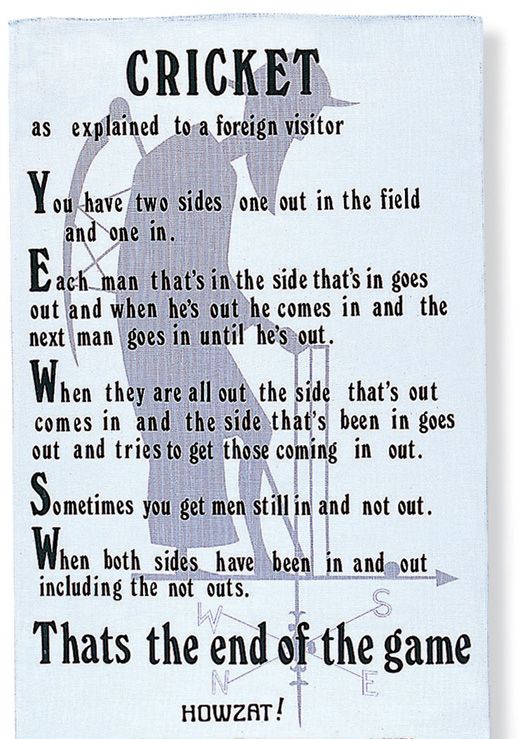 CRICKET
as explained to a foreign visitor
You have two sides one out in the field
and one in.
Each man that's in the side that's in goes
out and when he's out he comes in and the
next man goes in until he's out.
When they are all out the side that's out
comes in and the side that's been in goes
out and tries to get those coming in out.
Sometimes you get men still in and not out.
When both sides have been in and out
including the not outs.
W S
Thats the end of the game
N E
HOWZAT!